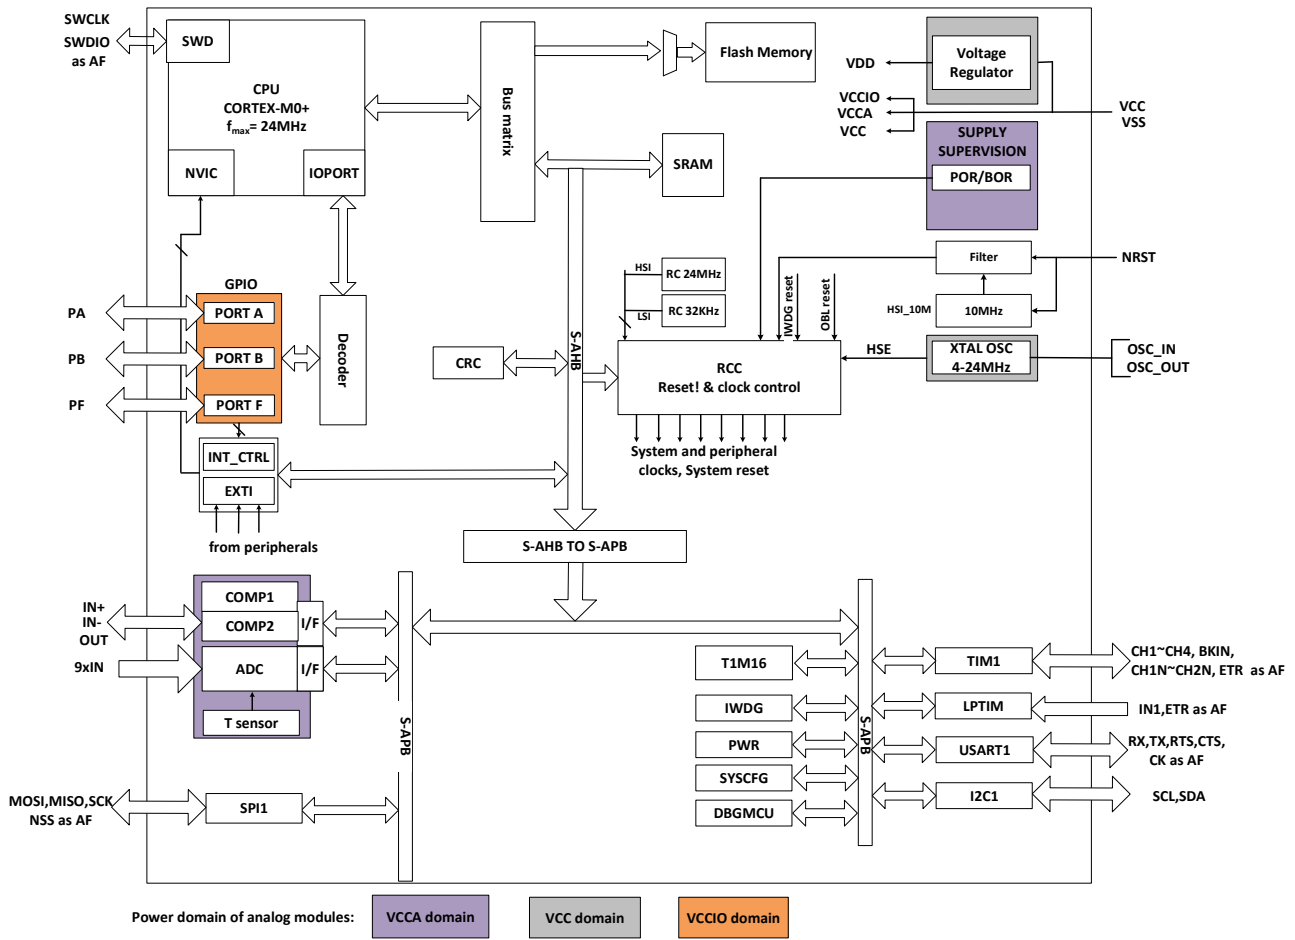 SWCLK
SWDIO
as AF
SWD
CPU
CORTEX-M0+
fmax= 24MHz
NVIC
IOPORT
Bus matrix
Flash Memory
SRAM
Voltage
Regulator
VDD
VCCIO
VCCA
VCC
VCC
VSS
SUPPLY
SUPERVISION
POR/BOR
Filter
NRST
HSI_10M
10MHz
HSI
RC 24MHz
LSI
RC 32KHz
IWDG reset
OBL reset
GPIO
PA
PORT A
PB
PORT B
PF
PORT F
Decoder
CRC
S-AHB
RCC
Reset! & clock control
HSE
XTAL OSC
4-24MHz
OSC_IN
OSC_OUT
System and peripheral
clocks, System reset
INT_CTRL
EXTI
from peripherals
S-AHB TO S-APB
IN+
IN-
OUT
COMP1
COMP2
I/F
9xIN
ADC
I/F
T sensor
S-APB
MOSI,MISO,SCK
NSS as AF
SPI1
T1M16
IWDG
PWR
SYSCFG
DBGMCU
S-APB
TIM1
CH1~CH4, BKIN,
CH1N~CH2N, ETR as AF
LPTIM
IN1,ETR as AF
USART1
RX,TX,RTS,CTS,
CK as AF
I2C1
SCL,SDA
Power domain of analog modules:
VCCA domain
VCC domain
VCCIO domain